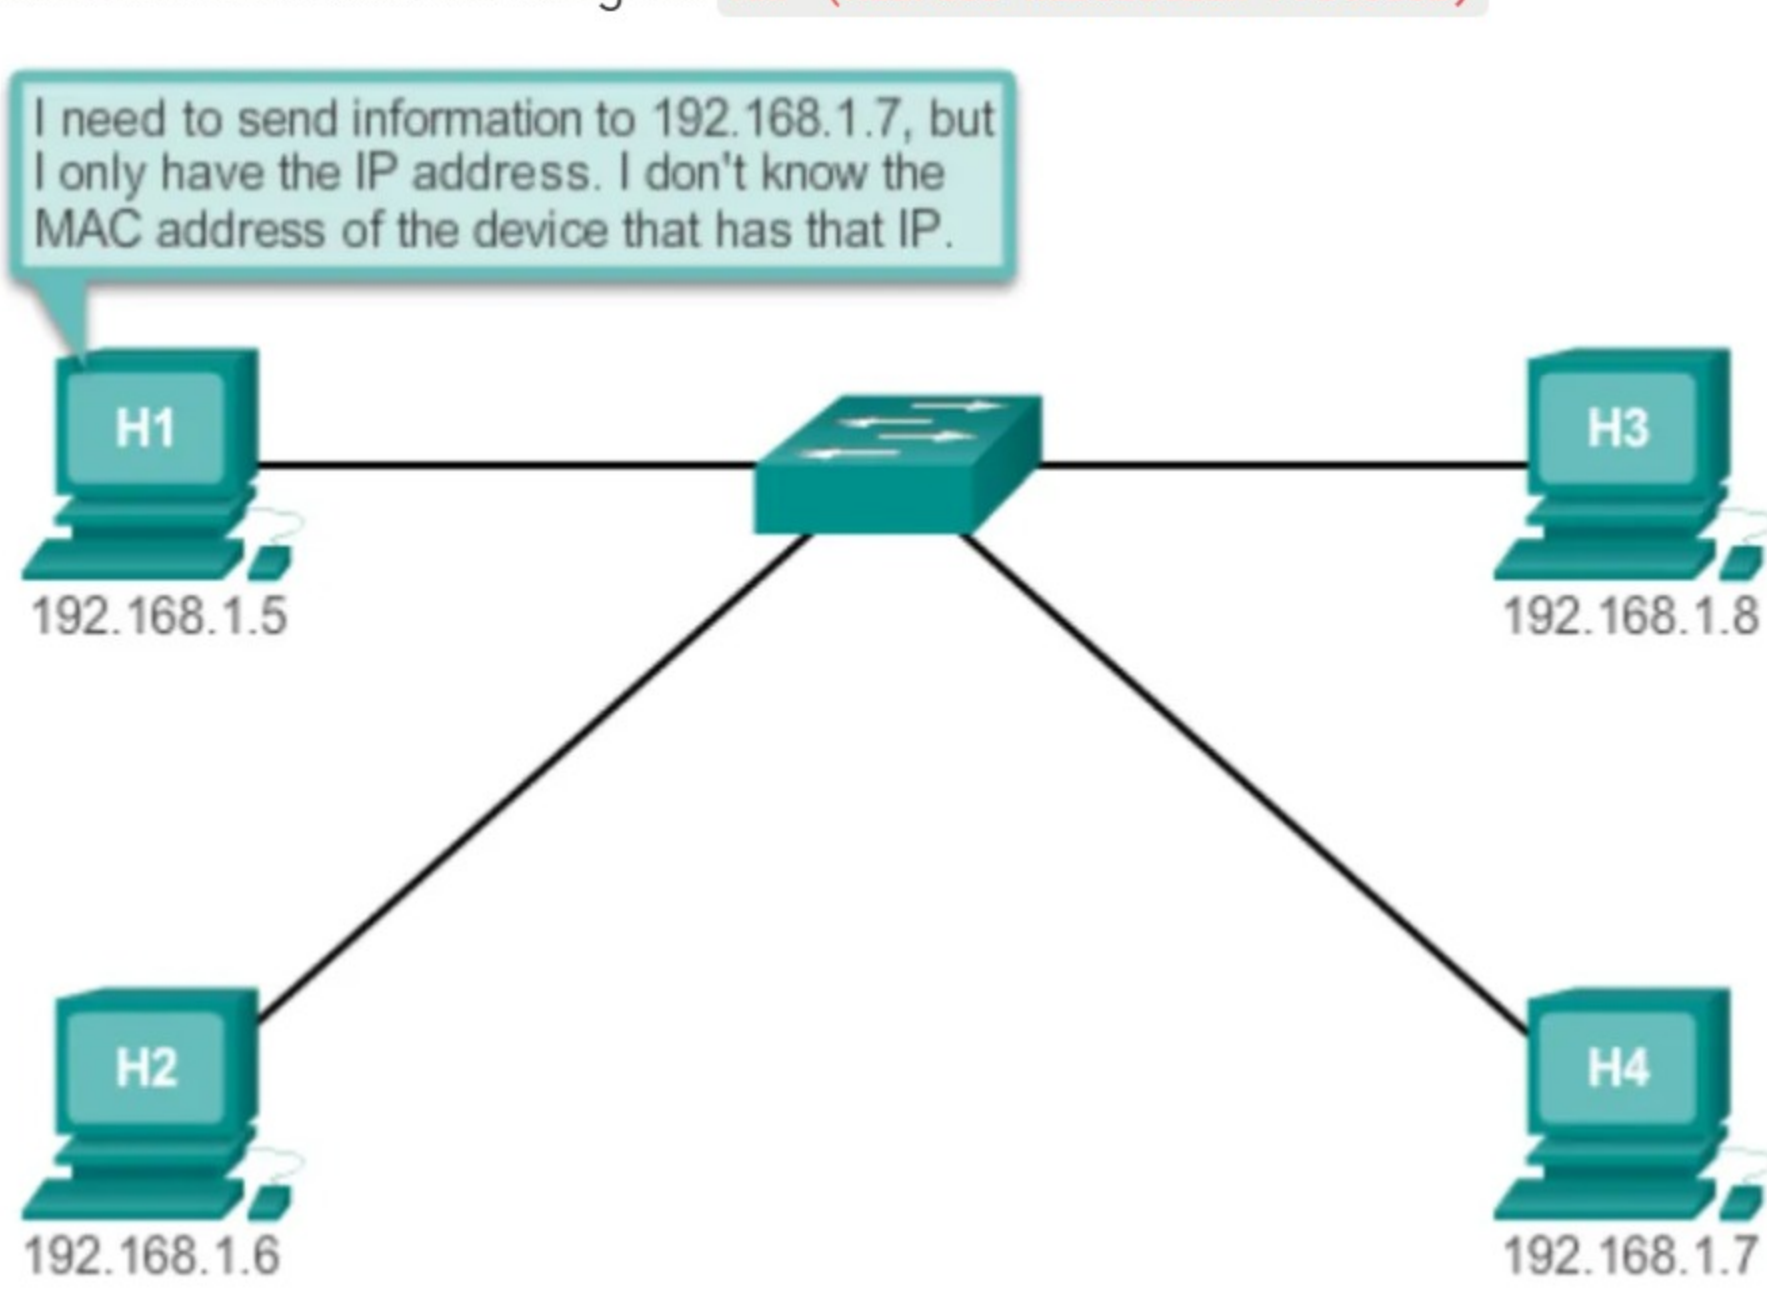 I need to send information to 192.168.1.7, but
I only have the IP address. I don't know the
MAC address of the device that has that IP.
H1
H3
192.168.1.5
192.168.1.8
H2
H4
192.168.1.6
192.168.1.7